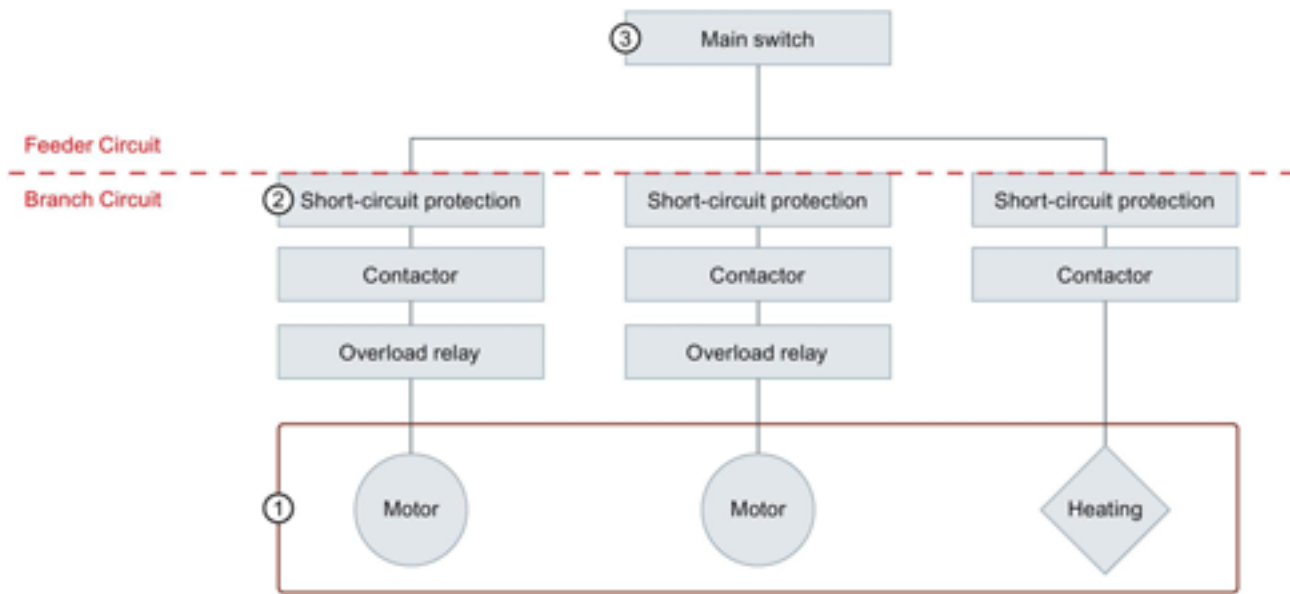 ③ Main switch
Feeder Circuit
Branch Circuit
② Short-circuit protection
Short-circuit protection
Short-circuit protection
Contactor
Contactor
Contactor
Overload relay
Overload relay
①
Motor
Motor
Heating